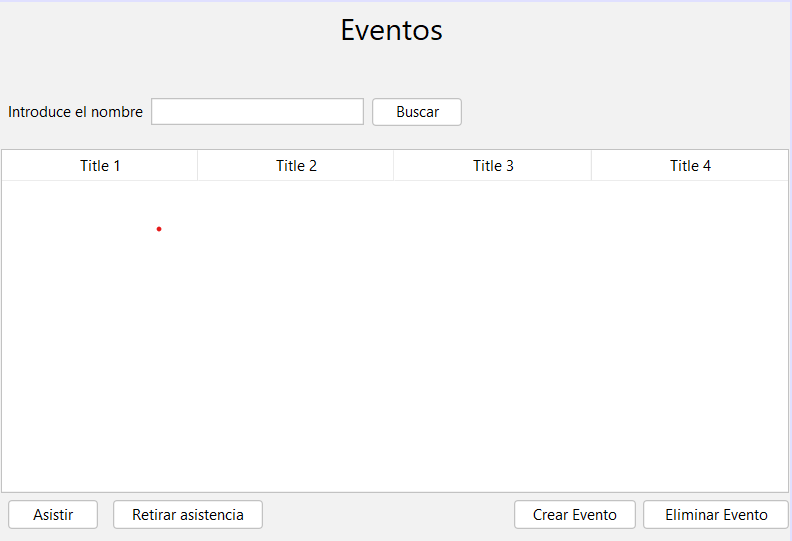 Eventos
Introduce el nombre Buscar
Title 1 Title 2 Title 3 Title 4
Asistir Retirar asistencia Crear Evento Eliminar Evento